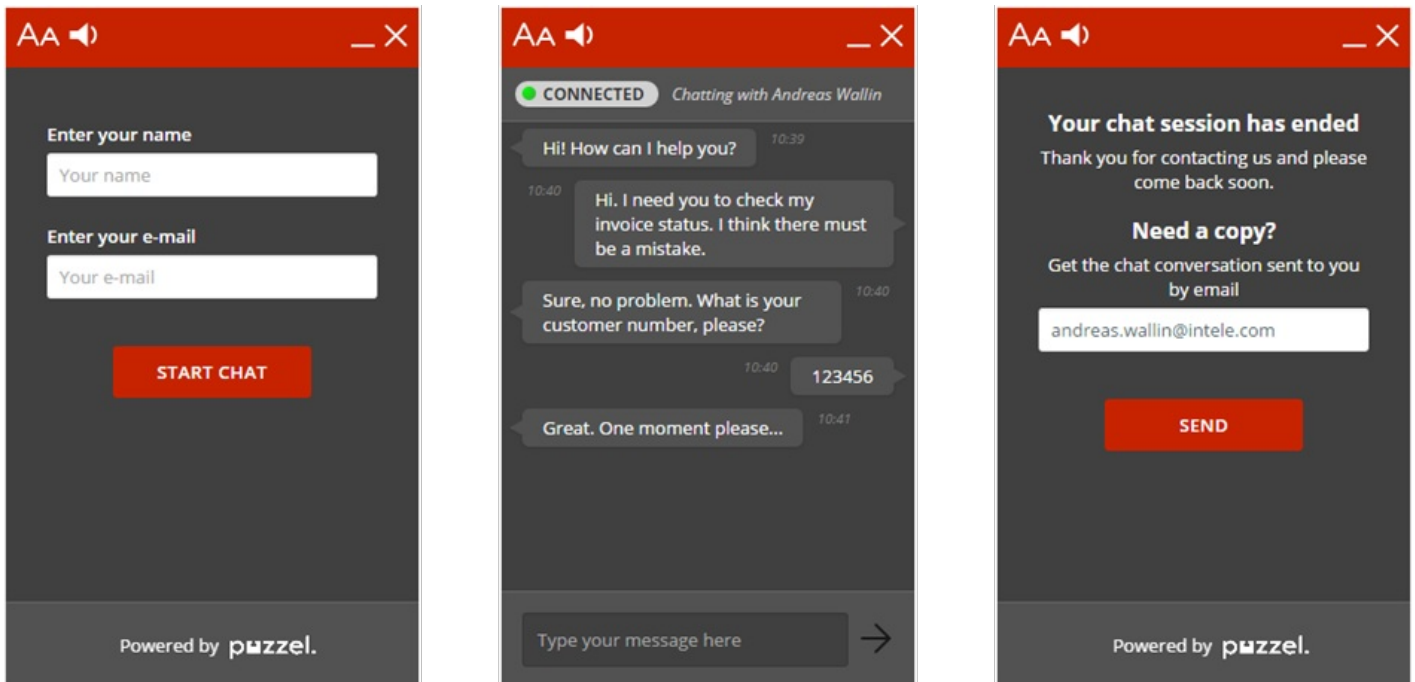 AA
Enter your name
Your name
Enter your e-mail
Your e-mail
START CHAT
Powered by puzzel.
AA
CONNECTED Chatting with Andreas Wallin
Hi! How can I help you? 10:39
10:40 Hi. I need you to check my
invoice status. I think there must
be a mistake.
Sure, no problem. What is your 10:40
customer number, please?
10:40 123456
Great. One moment please... 10:41
Type your message here
AA
Your chat session has ended
Thank you for contacting us and please
come back soon.
Need a copy?
Get the chat conversation sent to you
by email
andreas.wallin@intele.com
SEND
Powered by puzzel.